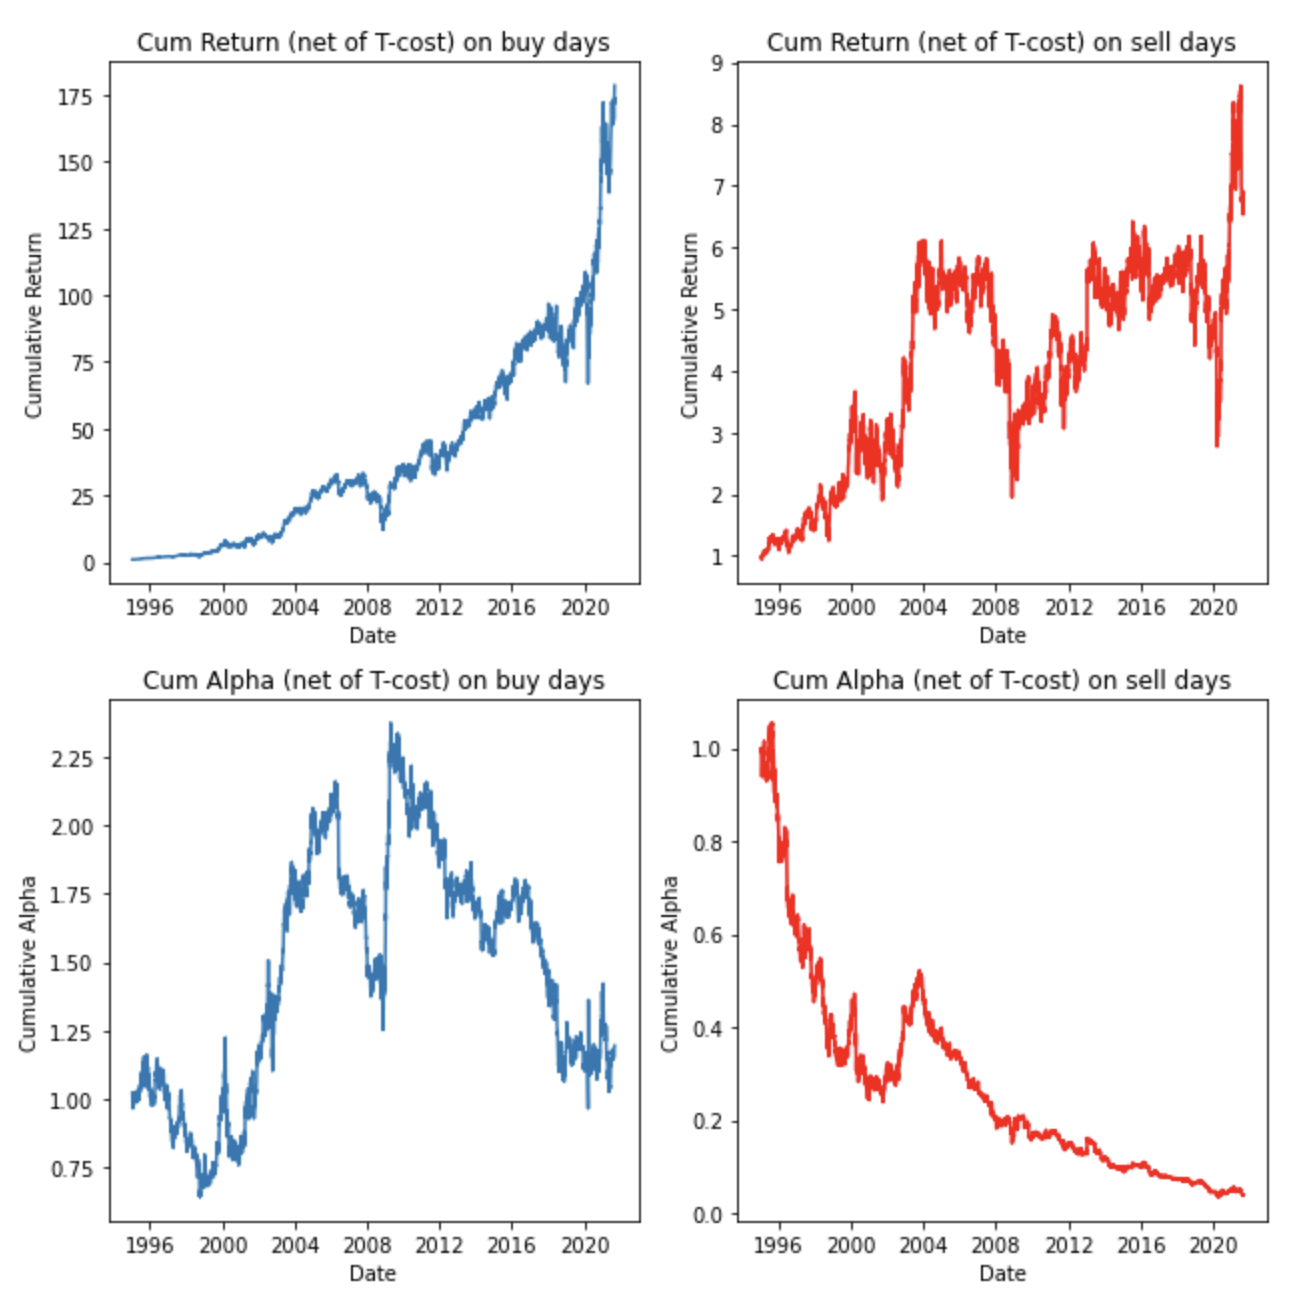 Cum Return (net of T-cost) on buy days
175
150
125
100
75
50
25
0
Cumulative Return
1996 2000 2004 2008 2012 2016 2020
Date
Cum Return (net of T-cost) on sell days
9
8
7
6
5
4
3
2
1
Cumulative Return
1996 2000 2004 2008 2012 2016 2020
Date
Cum Alpha (net of T-cost) on buy days
2.25
2.00
1.75
1.50
1.25
1.00
0.75
Cumulative Alpha
1996 2000 2004 2008 2012 2016 2020
Date
Cum Alpha (net of T-cost) on sell days
1.0
0.8
0.6
0.4
0.2
0.0
Cumulative Alpha
1996 2000 2004 2008 2012 2016 2020
Date